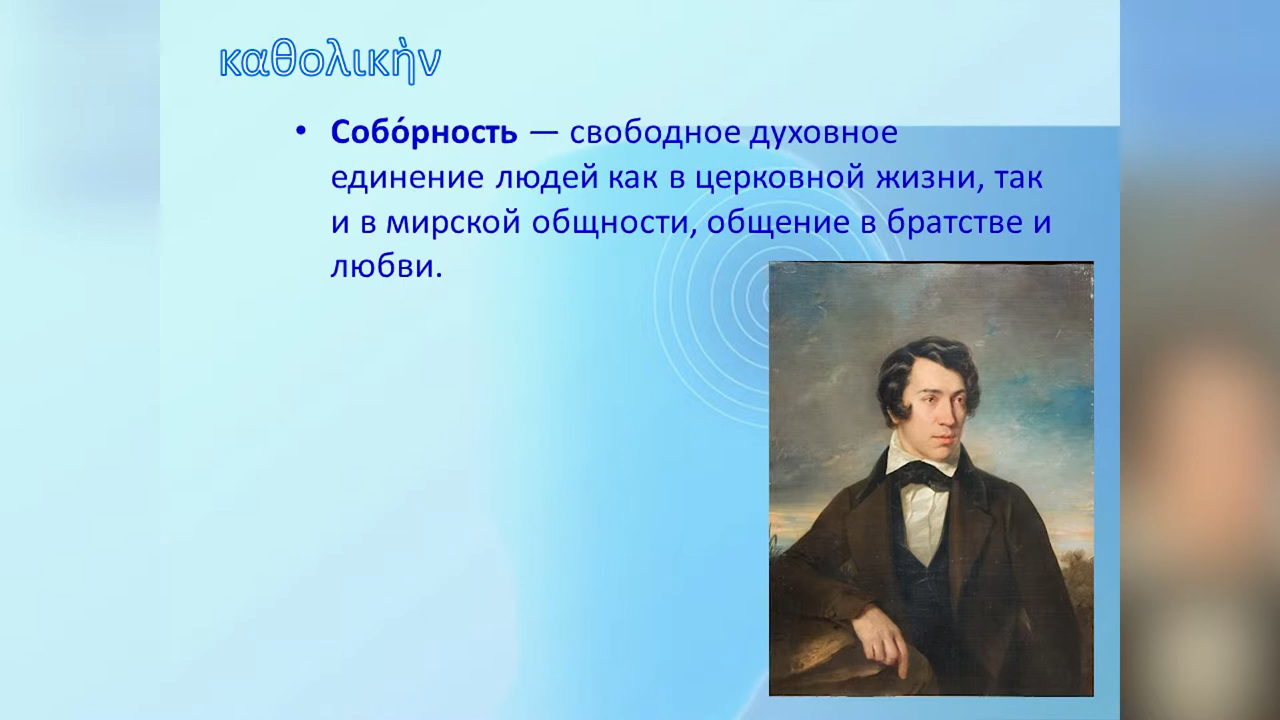 καθολικὴν
• Собо́рность — свободное духовное
единение людей как в церковной жизни, так
и в мирской общности, общение в братстве и
любви.